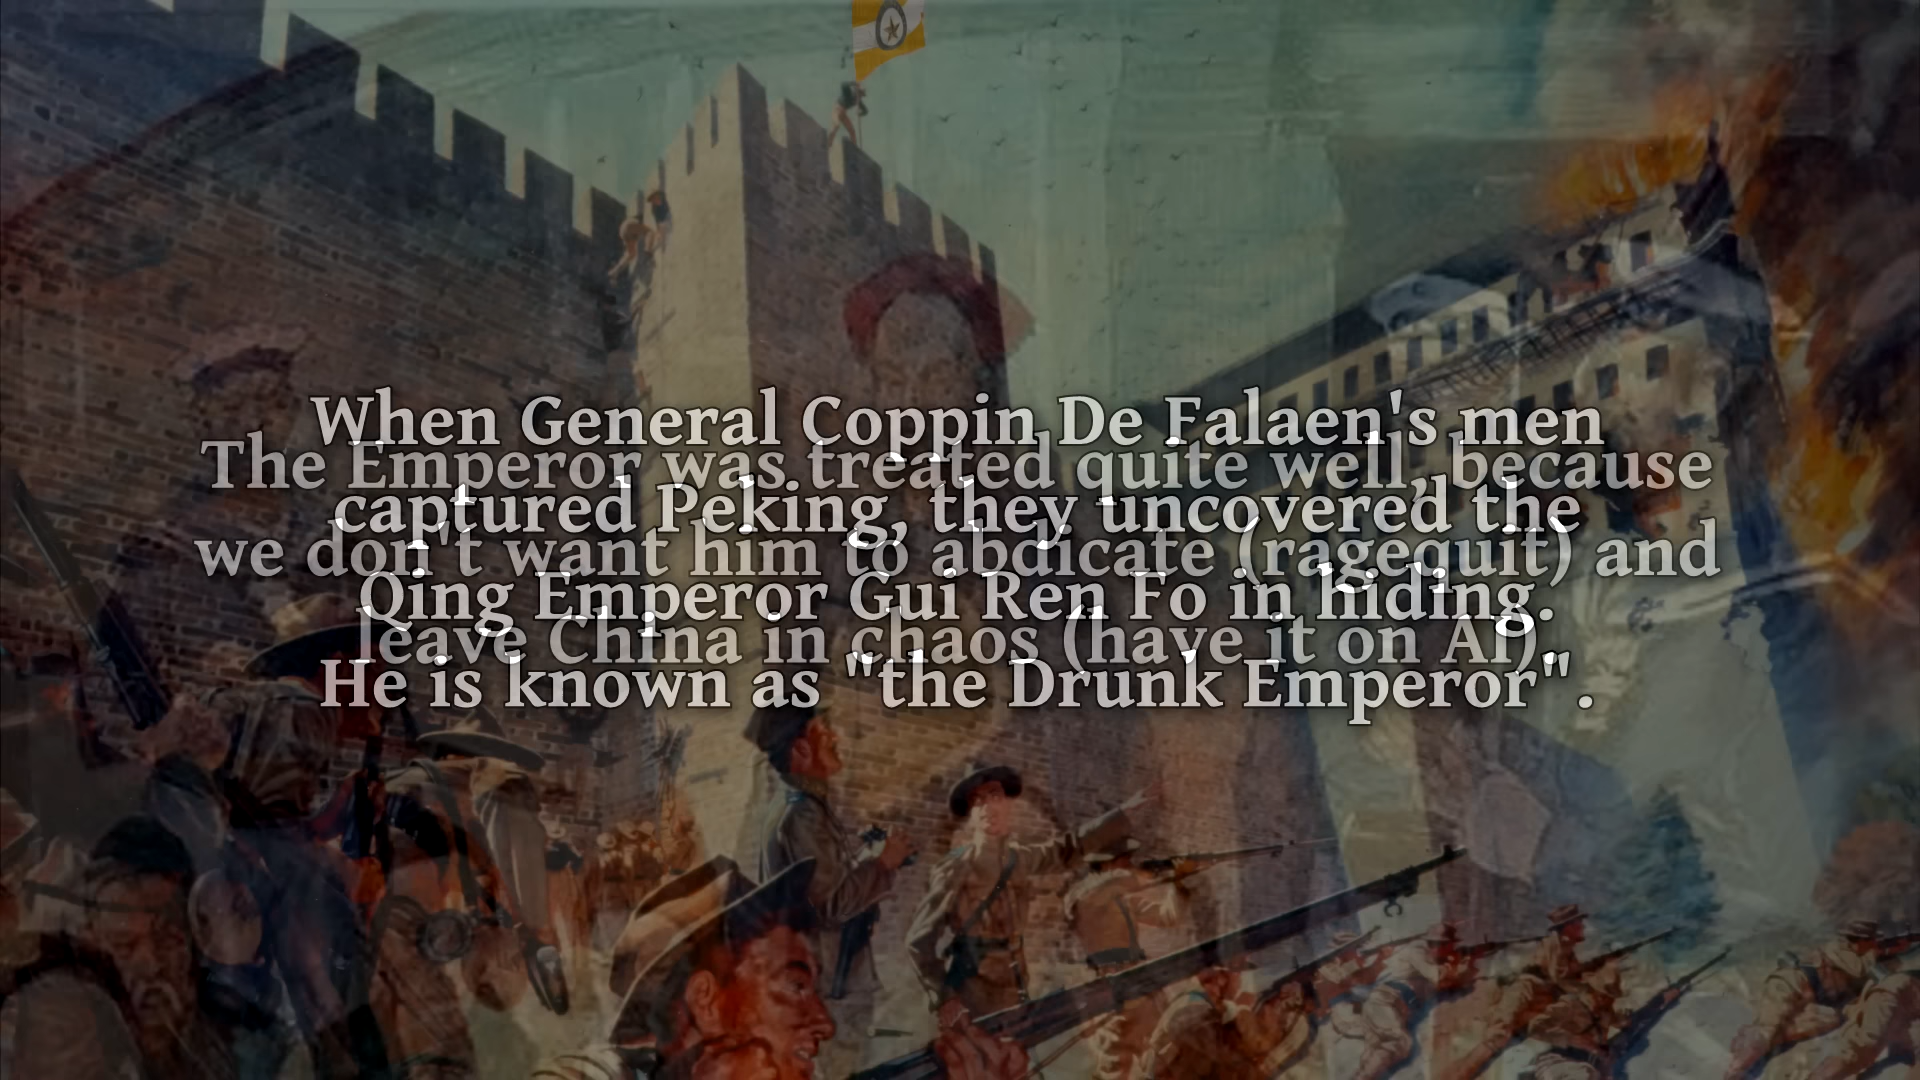 When General Coppin De Falaen's men
captured Peking, they uncovered the
Qing Emperor Gui Ren Fo in hiding.
He is known as "the Drunk Emperor".
The Emperor was treated quite well, because
we don't want him to abdicate (ragequit) and
leave China in chaos (have it on AI).